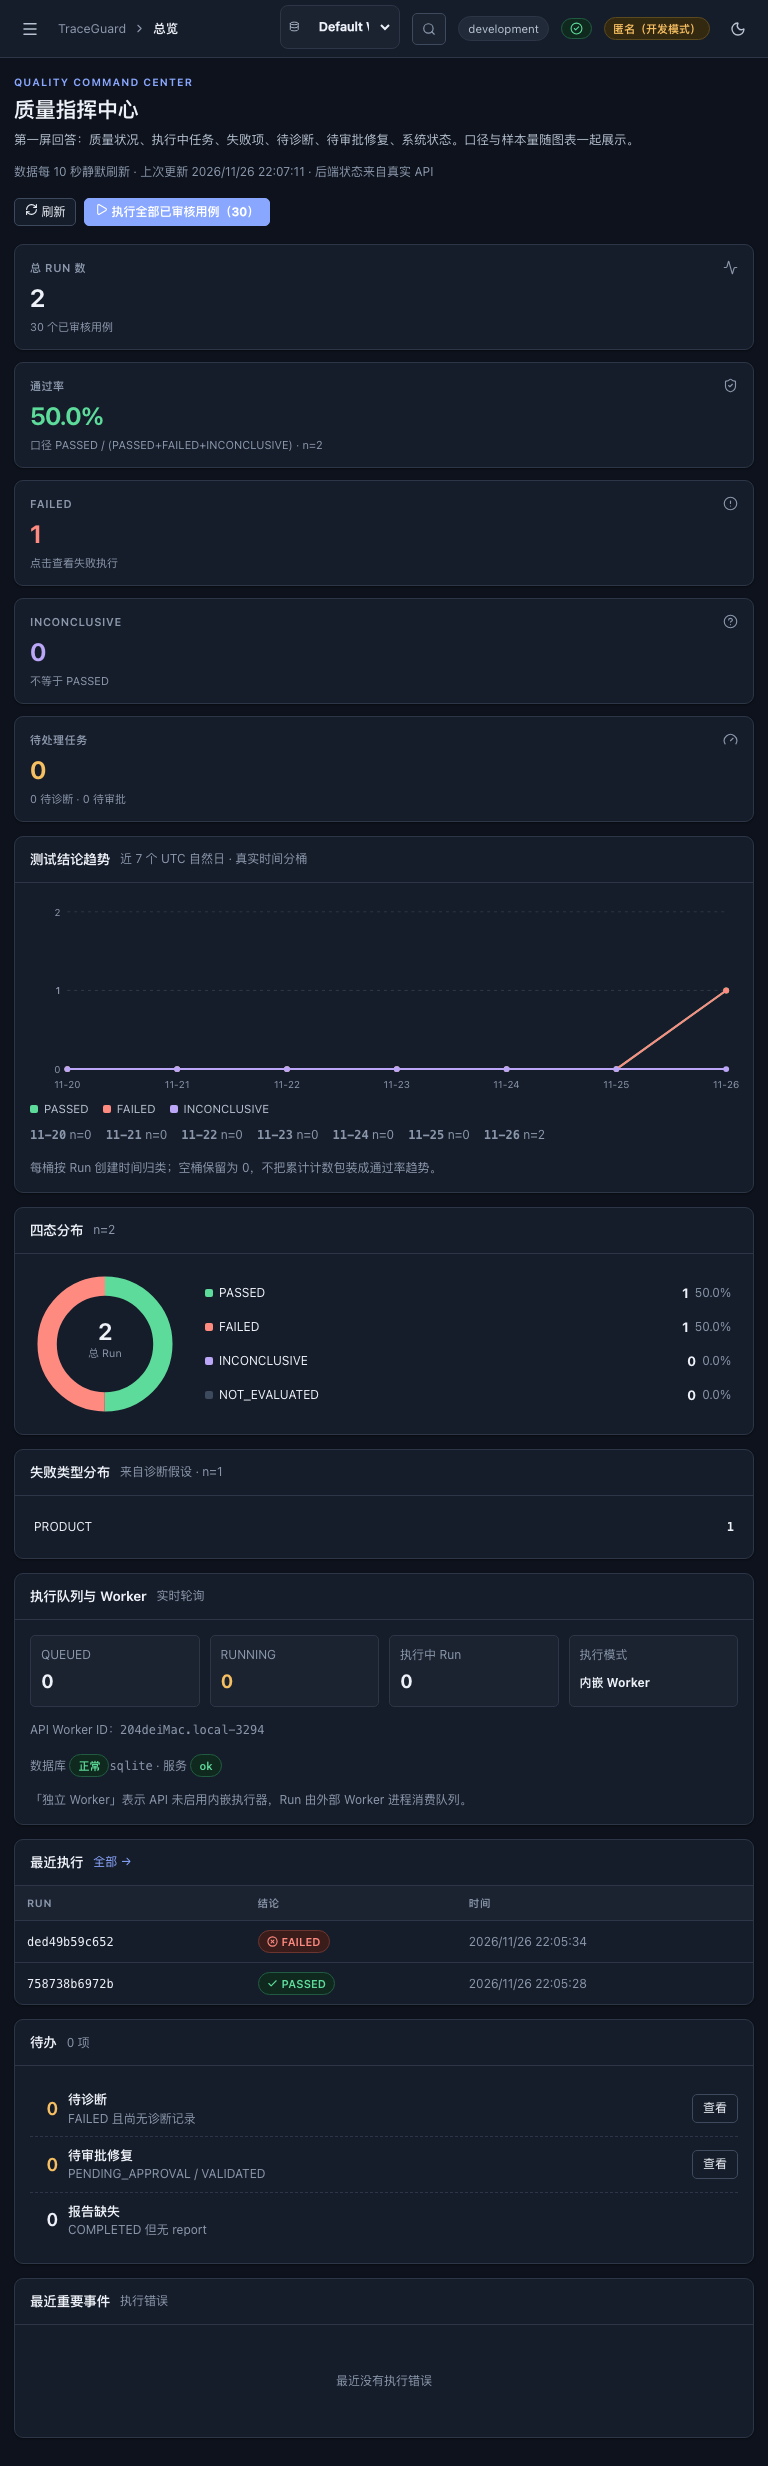 TraceGuard > 总览
Default
development
匿名（开发模式）
QUALITY COMMAND CENTER
质量指挥中心
第一屏回答：质量状况、执行中任务、失败项、待诊断、待审批修复、系统状态。口径与样本量随图表一起展示。
数据每 10 秒静默刷新 · 上次更新 2026/11/26 22:07:11 · 后端状态来自真实 API
刷新
执行全部已审核用例（30）
总 RUN 数
2
30 个已审核用例
通过率
50.0%
口径 PASSED / (PASSED+FAILED+INCONCLUSIVE) · n=2
FAILED
1
点击查看失败执行
INCONCLUSIVE
0
不等于 PASSED
待处理任务
0
0 待诊断 · 0 待审批
测试结论趋势 近 7 个 UTC 自然日 · 真实时间分桶
2
1
0
11-20 11-21 11-22 11-23 11-24 11-25 11-26
PASSED FAILED INCONCLUSIVE
11-20 n=0 11-21 n=0 11-22 n=0 11-23 n=0 11-24 n=0 11-25 n=0 11-26 n=2
每桶按 Run 创建时间归类；空桶保留为 0，不把累计计数包装成通过率趋势。
四态分布 n=2
2
总 Run
PASSED 1 50.0%
FAILED 1 50.0%
INCONCLUSIVE 0 0.0%
NOT_EVALUATED 0 0.0%
失败类型分布 来自诊断假设 · n=1
PRODUCT 1
执行队列与 Worker 实时轮询
QUEUED
0
RUNNING
0
执行中 Run
0
执行模式
内嵌 Worker
API Worker ID：204deiMac.local-3294
数据库 正常 sqlite · 服务 ok
「独立 Worker」表示 API 未启用内嵌执行器，Run 由外部 Worker 进程消费队列。
最近执行 全部 →
RUN 结论 时间
ded49b59c652 FAILED 2026/11/26 22:05:34
758738b6972b PASSED 2026/11/26 22:05:28
待办 0 项
0 待诊断
FAILED 且尚无诊断记录
查看
0 待审批修复
PENDING_APPROVAL / VALIDATED
查看
0 报告缺失
COMPLETED 但无 report
最近重要事件 执行错误
最近没有执行错误